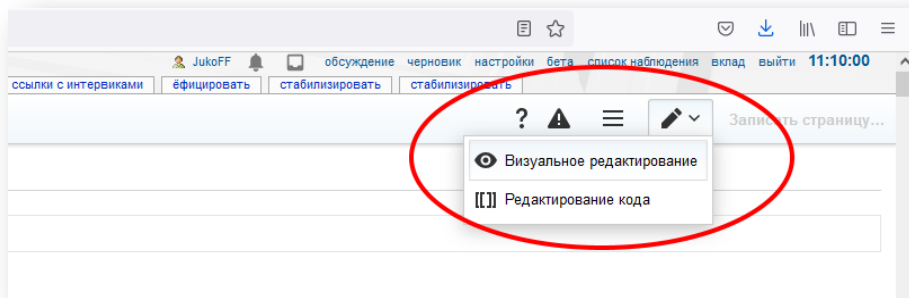 JukoFF обсуждение черновик настройки бета список наблюдения вклад выйти 11:10:00
ссылки с интервиками ёфицировать стабилизировать стабилизировать
? Записать страницу...
Визуальное редактирование
[[]] Редактирование кода